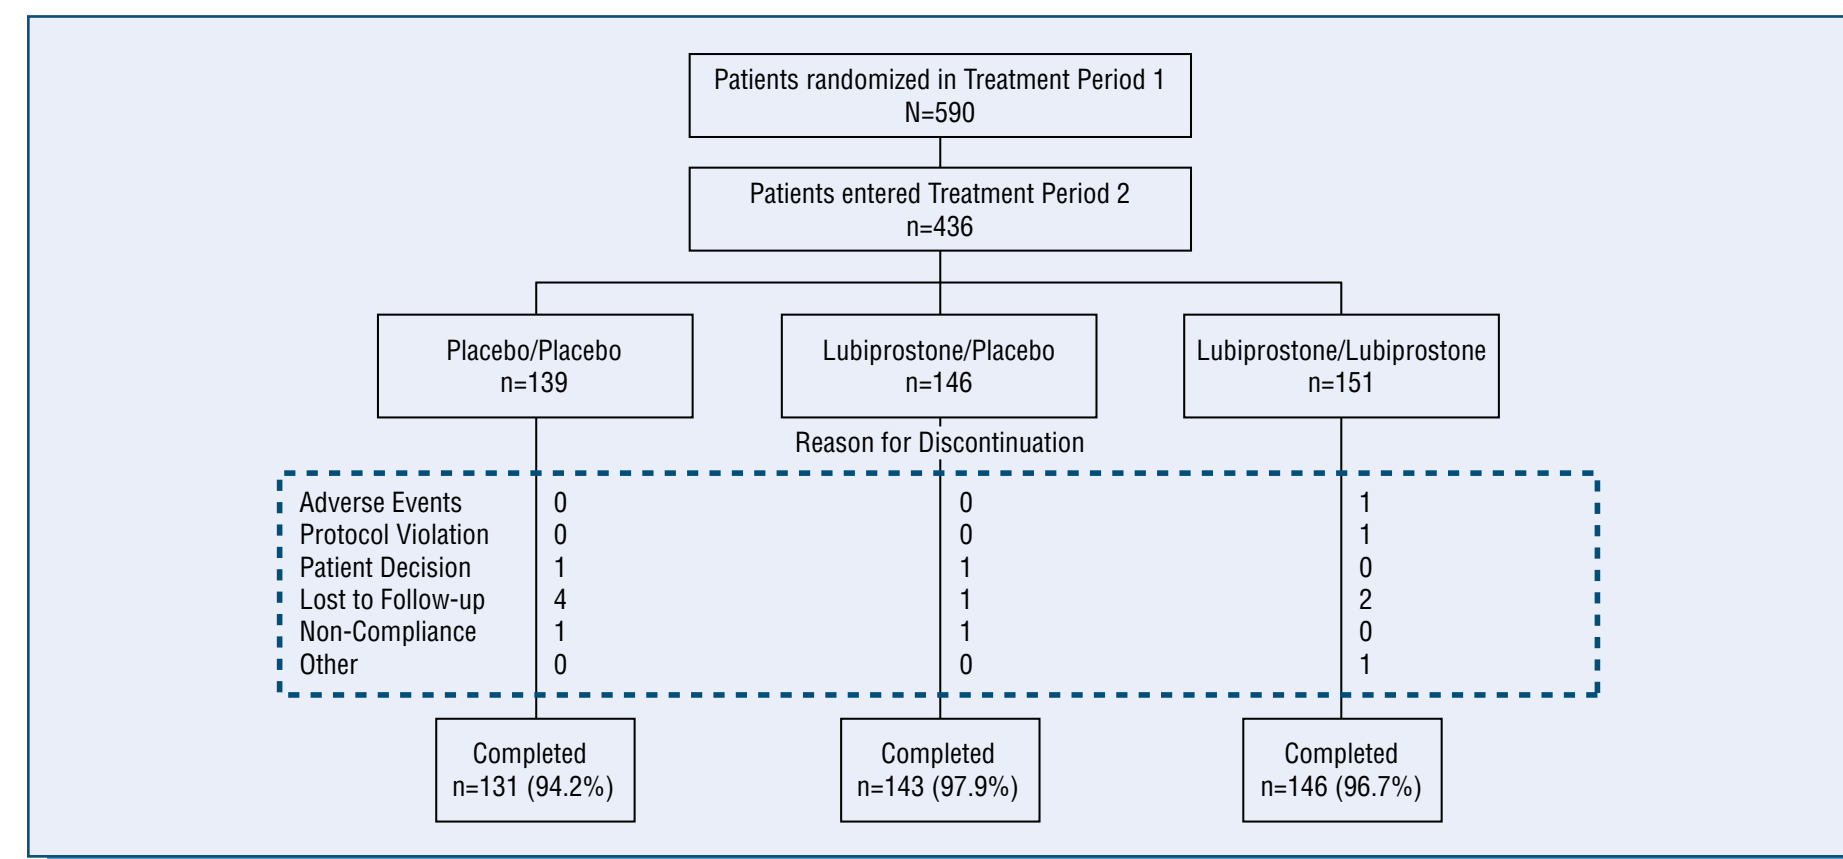 Patients randomized in Treatment Period 1
N=590
Patients entered Treatment Period 2
n=436
Placebo/Placebo
n=139
Lubiprostone/Placebo
n=146
Lubiprostone/Lubiprostone
n=151
Reason for Discontinuation
Adverse Events 0 0 1
Protocol Violation 0 0 1
Patient Decision 1 1 0
Lost to Follow-up 4 1 2
Non-Compliance 1 1 0
Other 0 0 1
Completed
n=131 (94.2%)
Completed
n=143 (97.9%)
Completed
n=146 (96.7%)